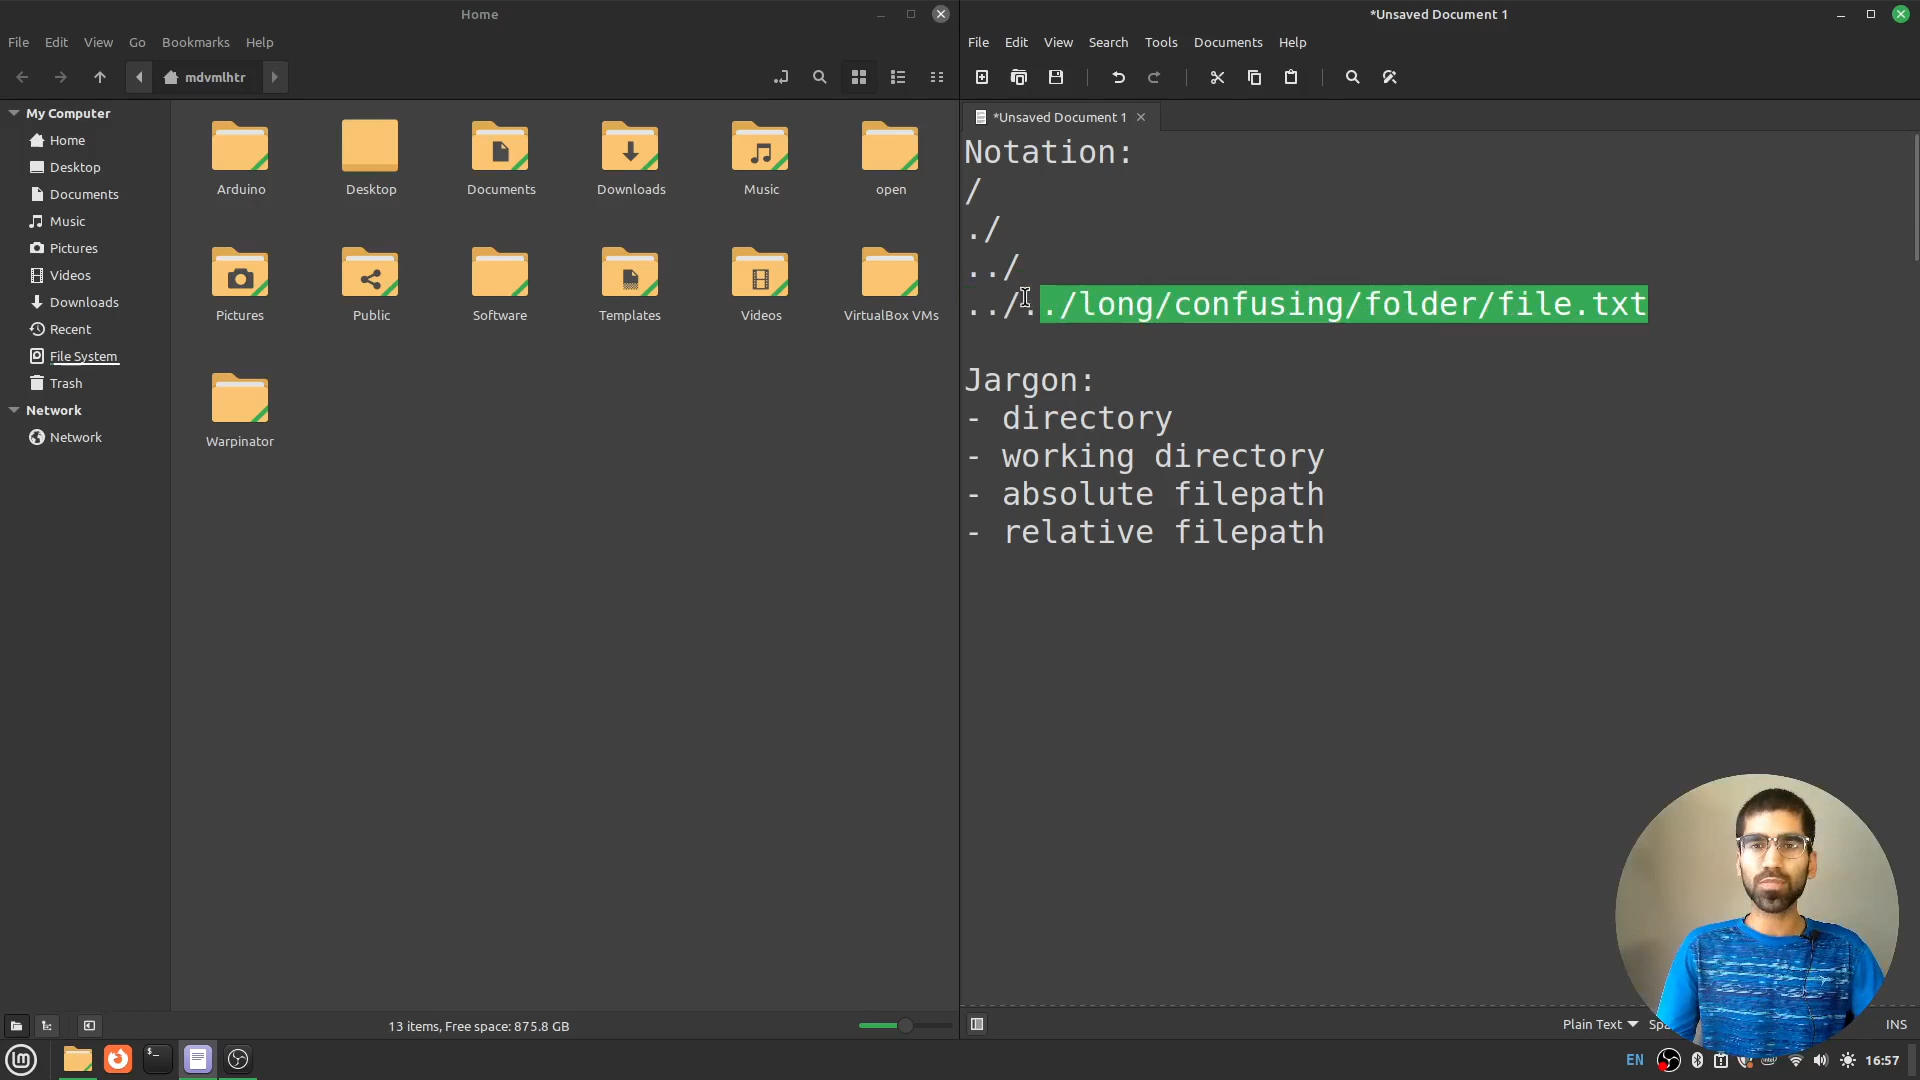 Home
File Edit View Go Bookmarks Help
mdvmlhtr
My Computer
Home
Desktop
Documents
Music
Pictures
Videos
Downloads
Recent
File System
Trash
Network
Network
Arduino Desktop Documents Downloads Music open
Pictures Public Software Templates Videos VirtualBox VMs
Warpinator
13 items, Free space: 875.8 GB
*Unsaved Document 1
File Edit View Search Tools Documents Help
*Unsaved Document 1
Notation:
/
./
../
../../long/confusing/folder/file.txt
Jargon:
- directory
- working directory
- absolute filepath
- relative filepath
Plain Text
INS
EN 16:57